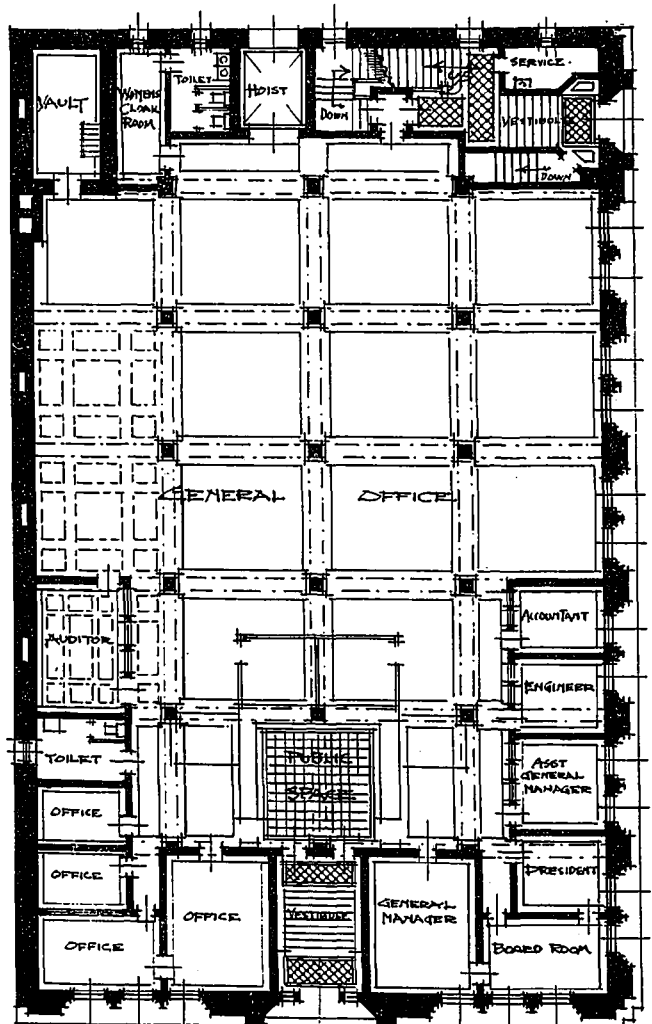 SERVICE
VAULT
WOMENS
CLOAK
ROOM
TOILET
HOIST
DOWN
VESTIBULE
DOWN
GENERAL OFFICE
AUDITOR
ACCOUNTANT
ENGINEER
TOILET
PUBLIC
SPACE
ASST
GENERAL
MANAGER
OFFICE
OFFICE
PRESIDENT
OFFICE
VESTIBULE
GENERAL
MANAGER
OFFICE
BOARD ROOM